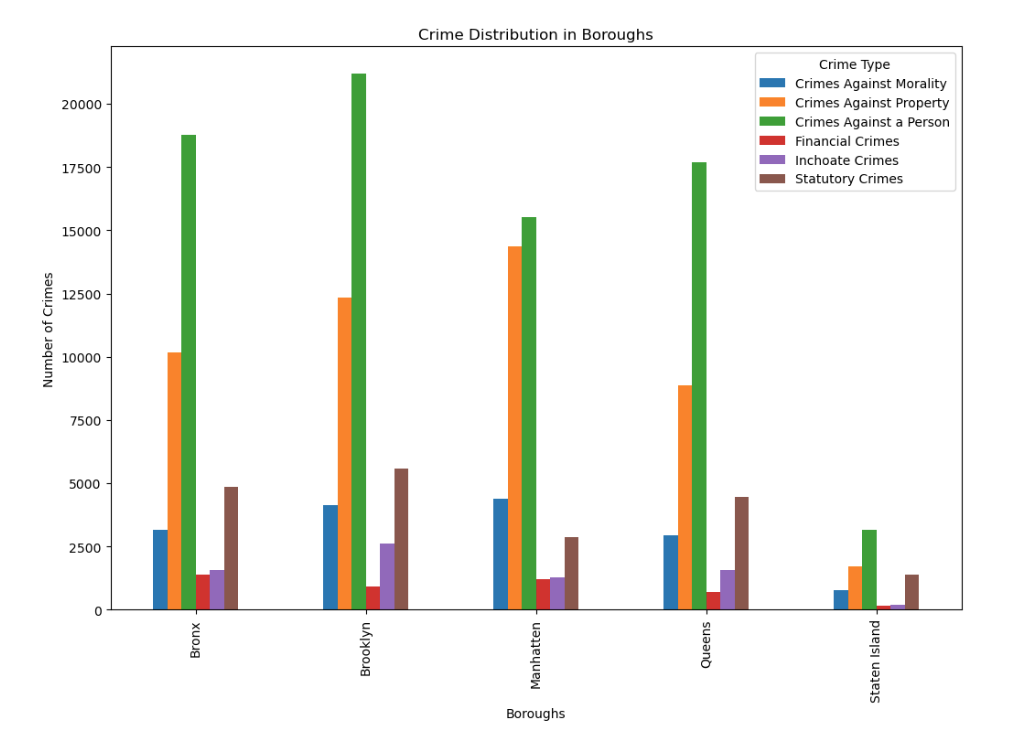 Crime Distribution in Boroughs
Crime Type
Crimes Against Morality
Crimes Against Property
Crimes Against a Person
Financial Crimes
Inchoate Crimes
Statutory Crimes
Number of Crimes
20000
17500
15000
12500
10000
7500
5000
2500
0
Bronx
Brooklyn
Manhatten
Queens
Staten Island
Boroughs